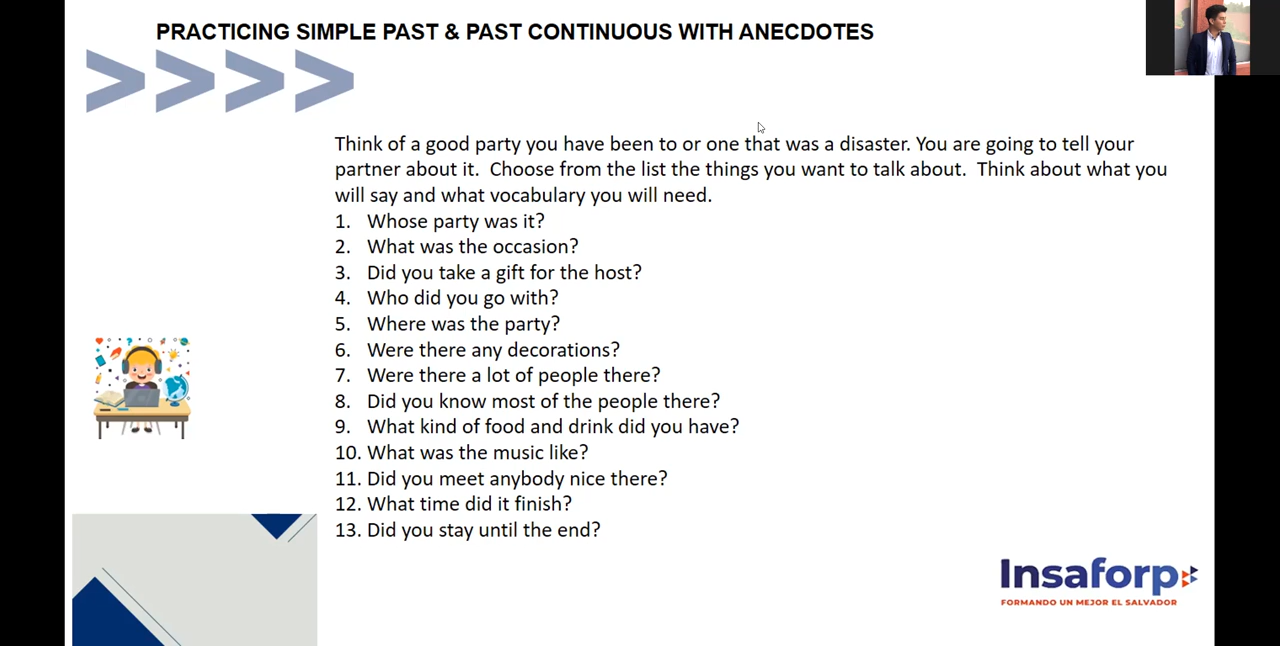 PRACTICING SIMPLE PAST & PAST CONTINUOUS WITH ANECDOTES
Think of a good party you have been to or one that was a disaster. You are going to tell your
partner about it.  Choose from the list the things you want to talk about.  Think about what you
will say and what vocabulary you will need.
1. Whose party was it?
2. What was the occasion?
3. Did you take a gift for the host?
4. Who did you go with?
5. Where was the party?
6. Were there any decorations?
7. Were there a lot of people there?
8. Did you know most of the people there?
9. What kind of food and drink did you have?
10. What was the music like?
11. Did you meet anybody nice there?
12. What time did it finish?
13. Did you stay until the end?
Insaforp
FORMANDO UN MEJOR EL SALVADOR